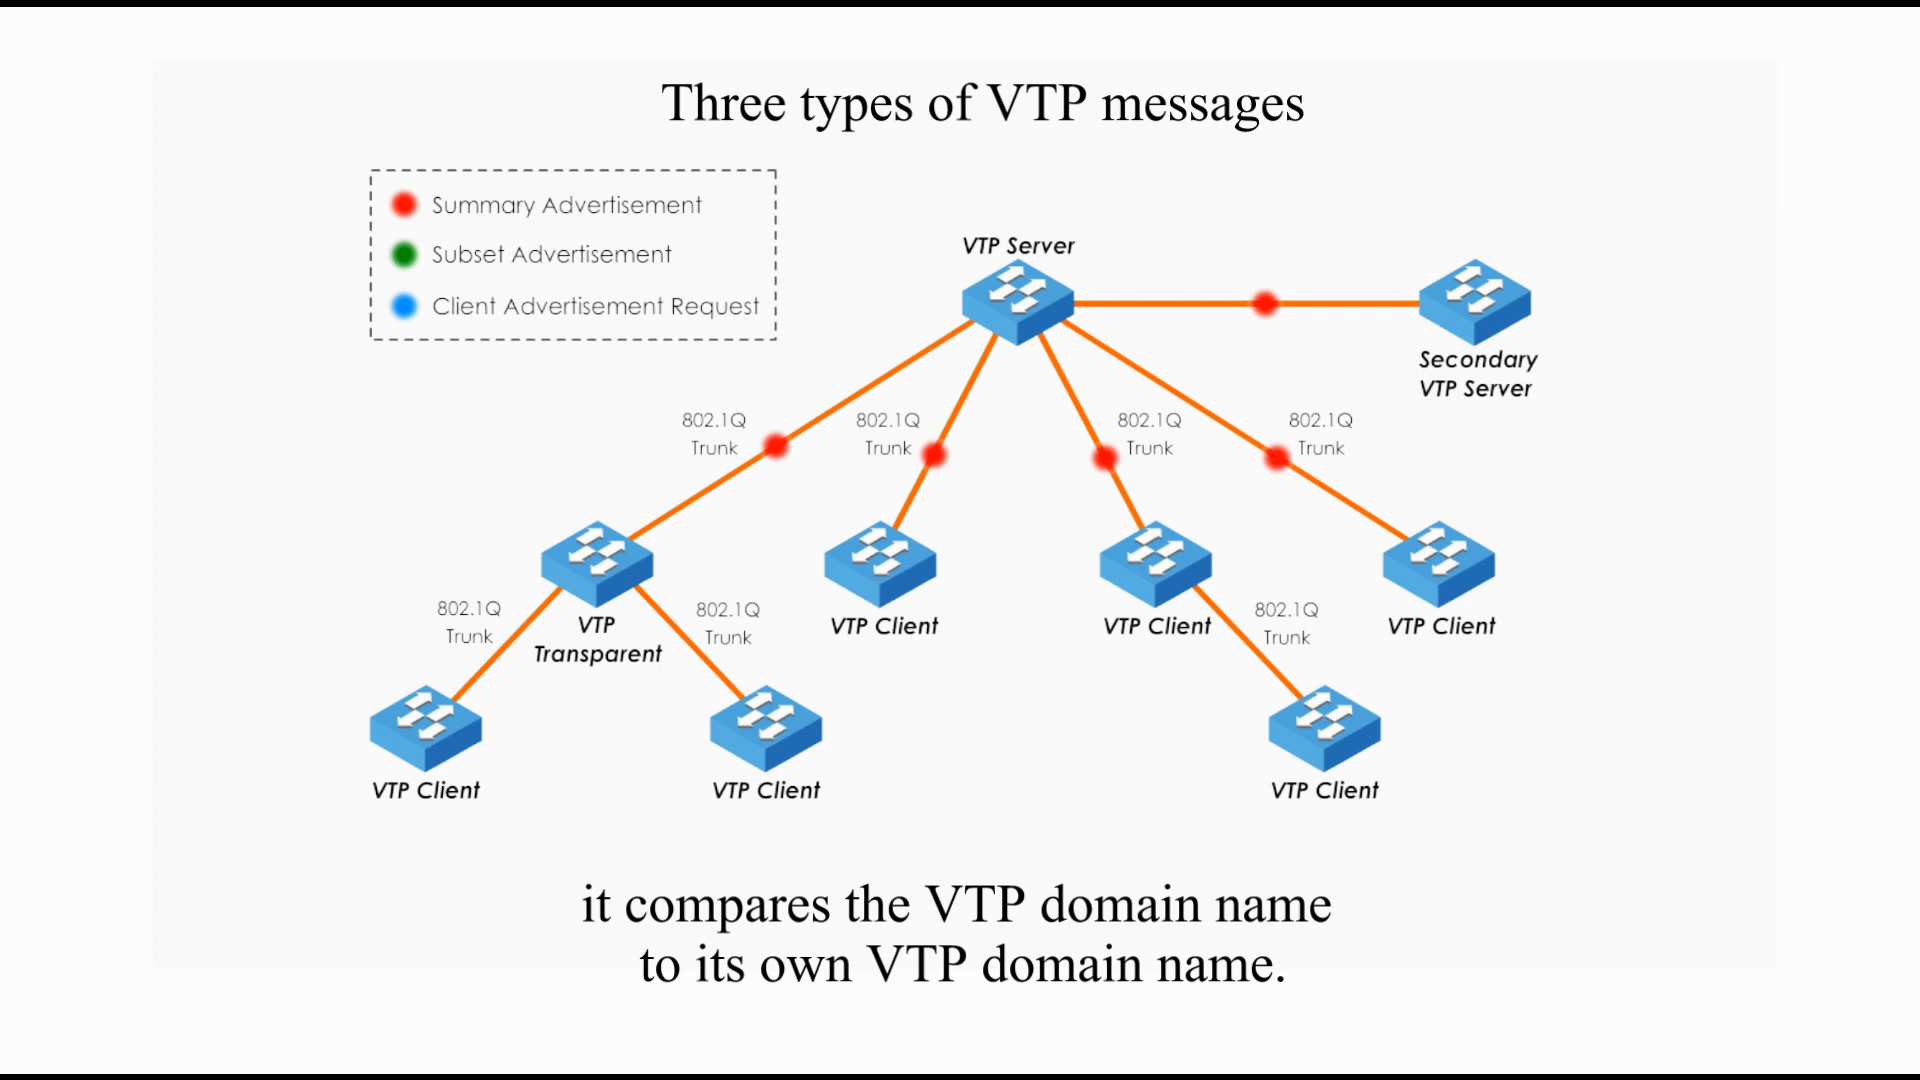 Three types of VTP messages
Summary Advertisement
Subset Advertisement
Client Advertisement Request
VTP Server
Secondary
VTP Server
802.1Q
Trunk
802.1Q
Trunk
802.1Q
Trunk
802.1Q
Trunk
VTP
Transparent
VTP Client
VTP Client
VTP Client
802.1Q
Trunk
802.1Q
Trunk
802.1Q
Trunk
VTP Client
VTP Client
VTP Client
it compares the VTP domain name
to its own VTP domain name.